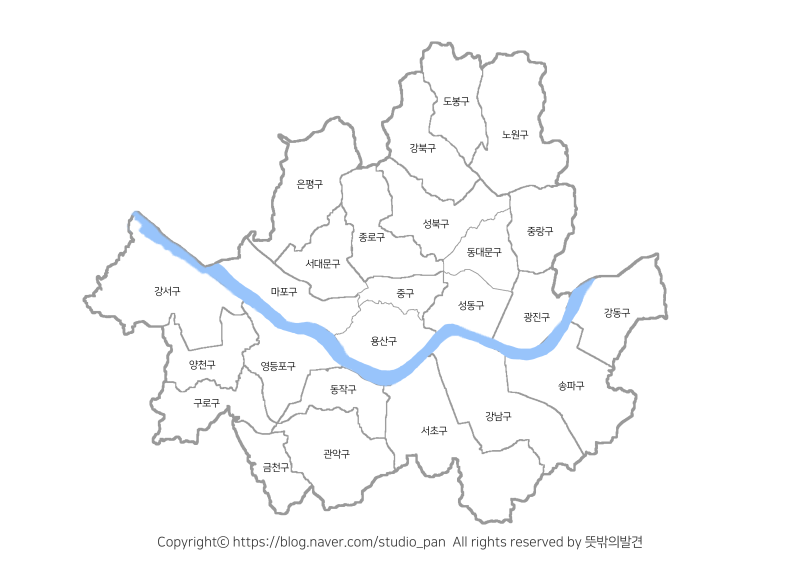 도봉구
노원구
강북구
은평구
성북구
종로구
중랑구
동대문구
서대문구
강서구
마포구
중구
성동구
광진구
강동구
용산구
양천구
영등포구
동작구
송파구
구로구
강남구
서초구
관악구
금천구
Copyrightⓒ https://blog.naver.com/studio_pan All rights reserved by 뜻밖의발견